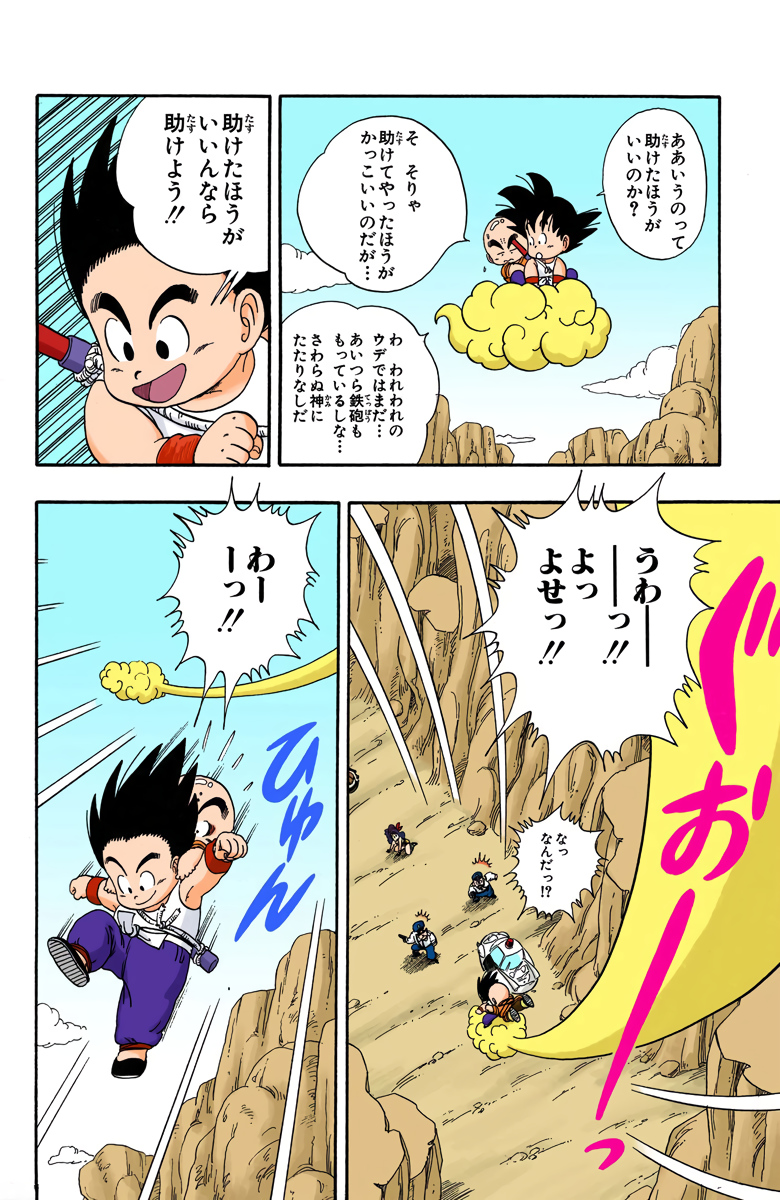 ああいうのって
助けたほうが
いいのか？
そ　そりゃ
助けてやったほうが
かっこいいのだが…
わ　われわれの
ウデではまだ…
あいつら鉄砲も
もっているしな…
さわらぬ神に
たたりなしだ
助けたほうが
いいんなら
助けよう!!
うわー
ーっ!!
よっ
よせっ!!
なっ
なんだっ!?
ぐおーーっ
わー
ーっ!!
ひゅん